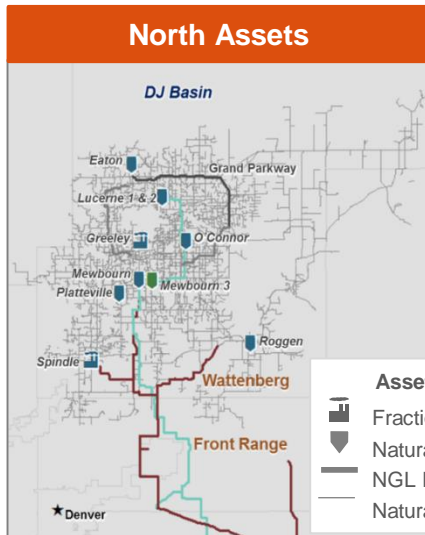 North Assets
DJ Basin
Eaton
Grand Parkway
Lucerne 1 & 2
Greeley
O'Connor
Mewbourn
Mewbourn 3
Platteville
Roggen
Spindle
Wattenberg
Front Range
Denver
Asse
Fracti
Natura
NGL
Natura